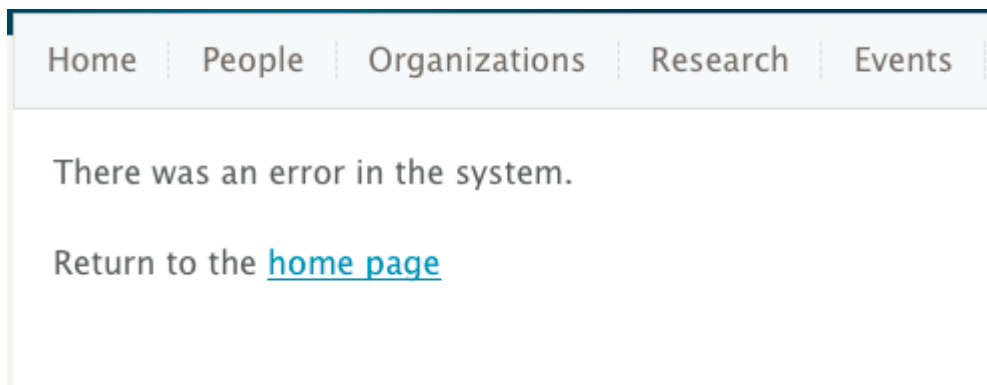 Home People Organizations Research Events
There was an error in the system.
Return to the home page